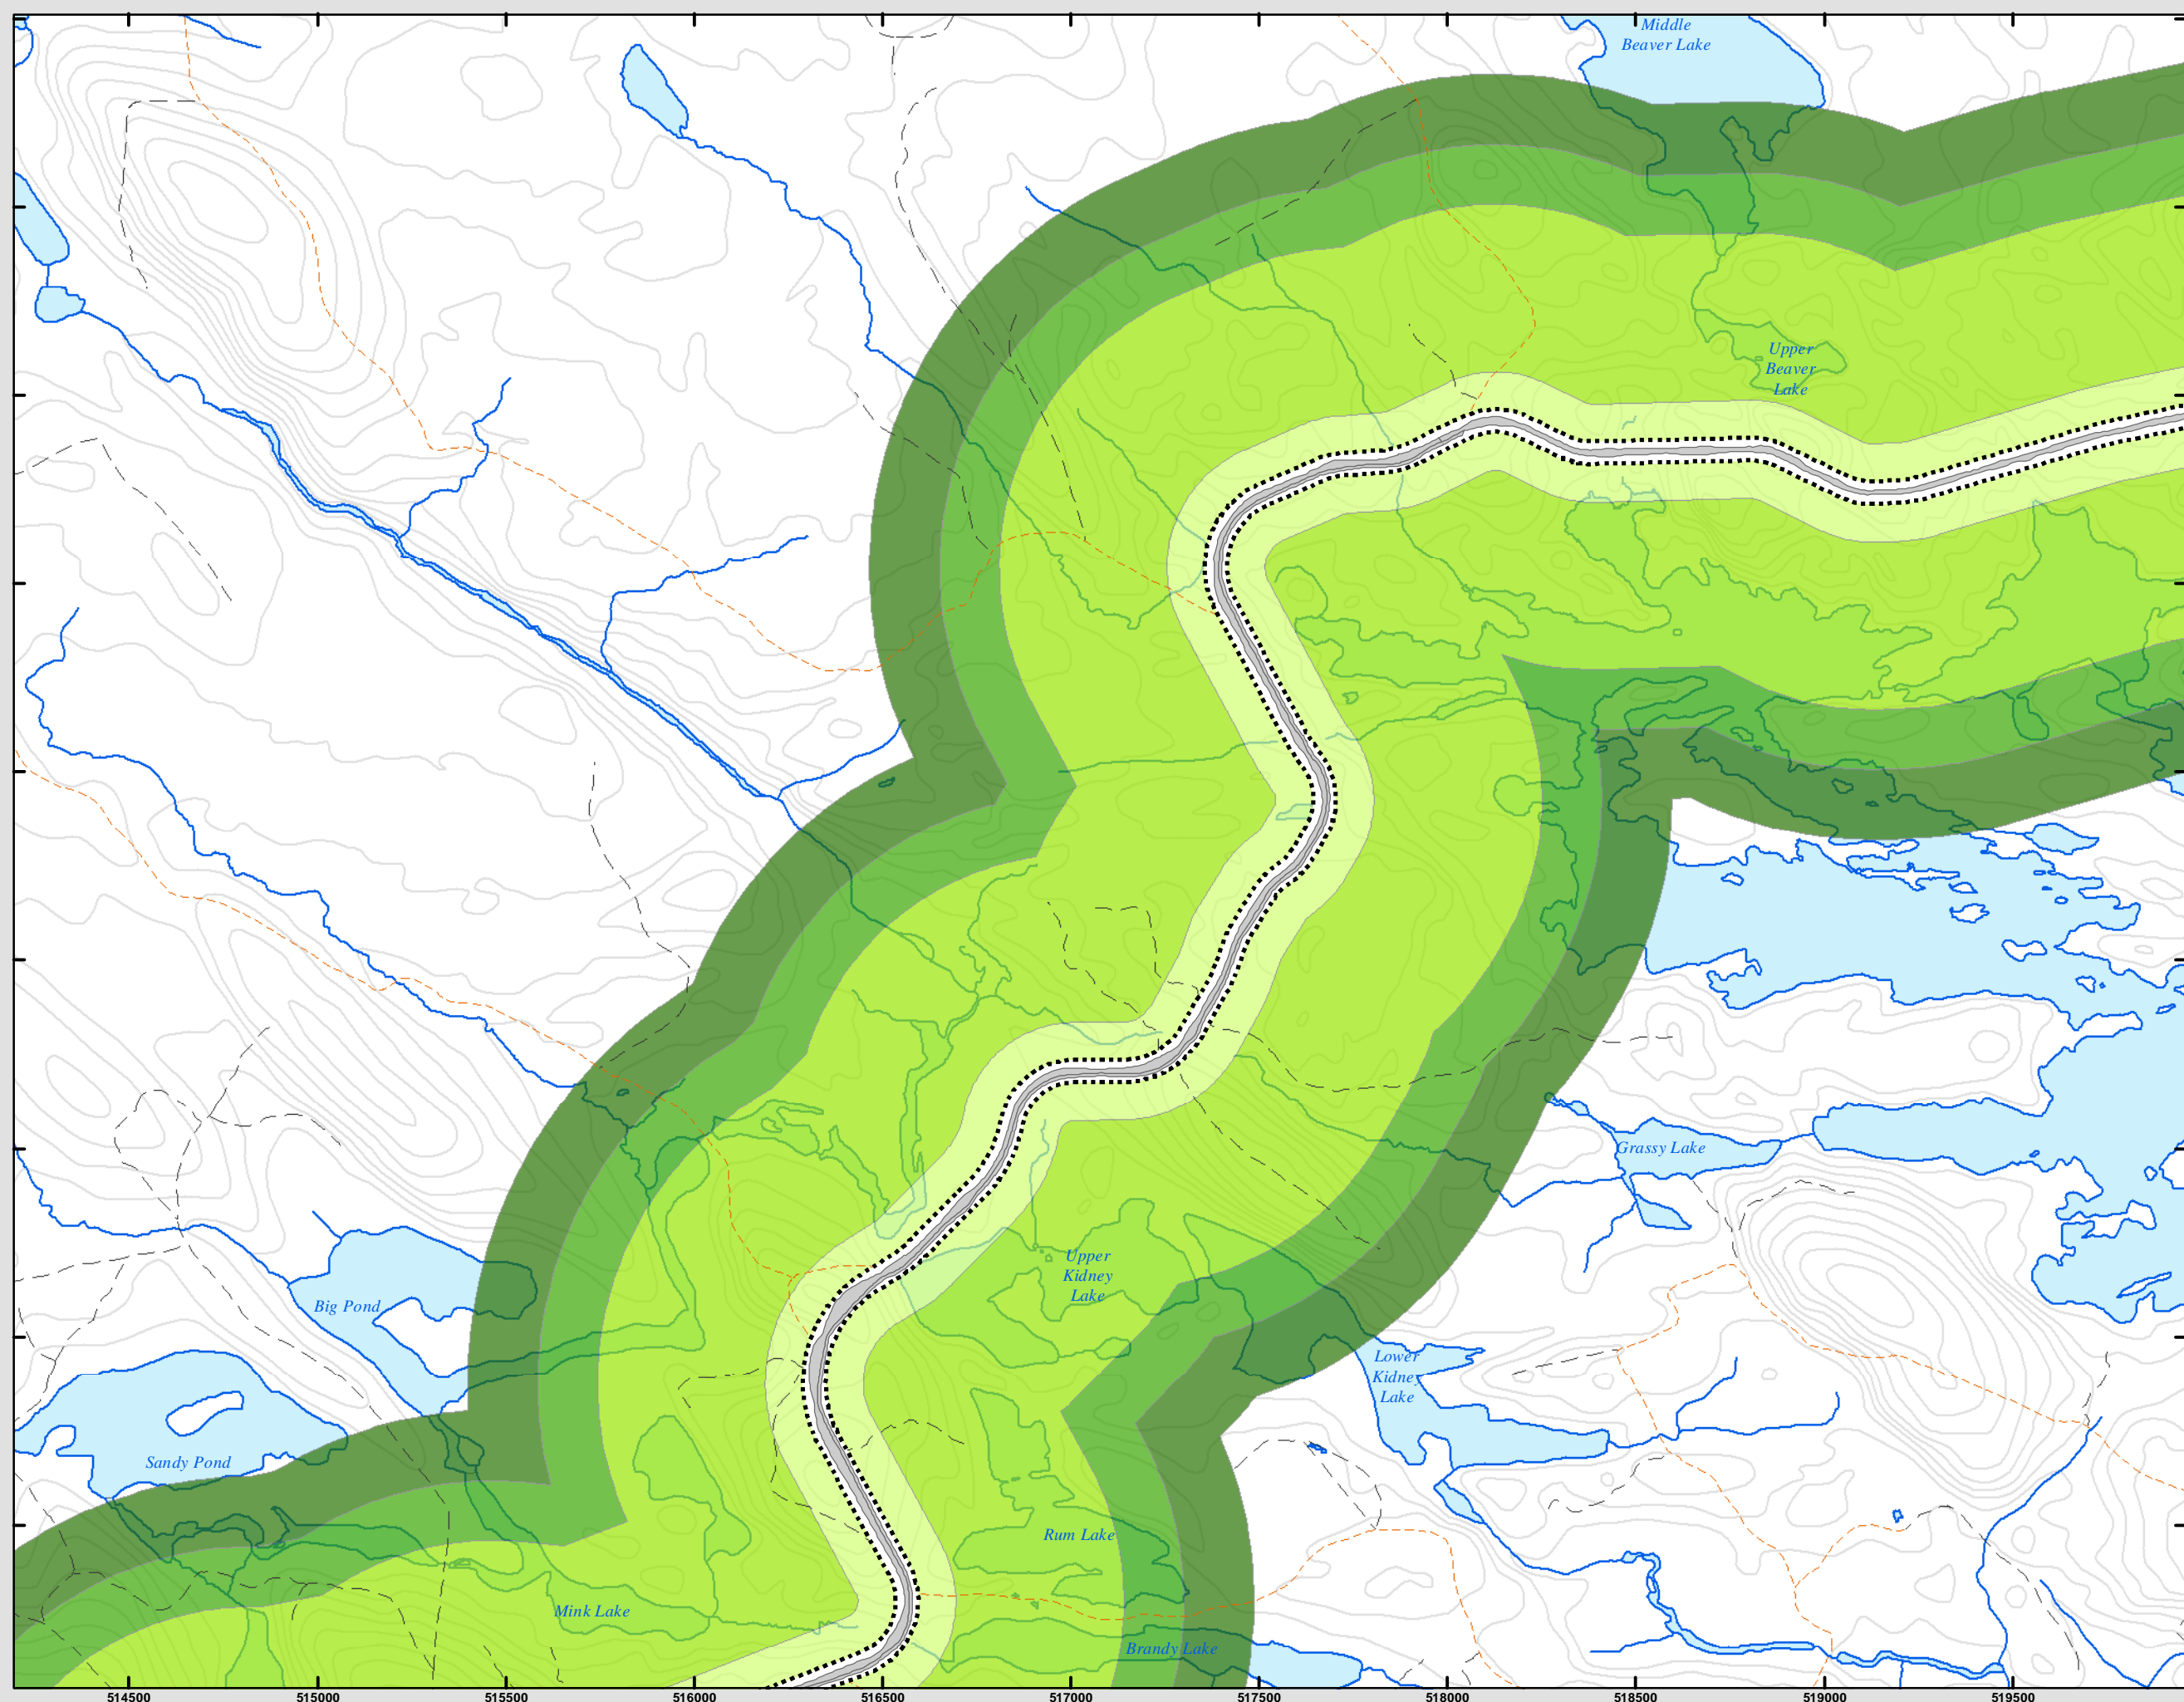 Middle
Beaver Lake
Upper
Beaver
Lake
Grassy Lake
Upper
Kidney
Lake
Big Pond
Lower
Kidney
Lake
Sandy Pond
Rum Lake
Mink Lake
Brandy Lake
514500 515000 515500 516000 516500 517000 517500 518000 518500 519000 519500